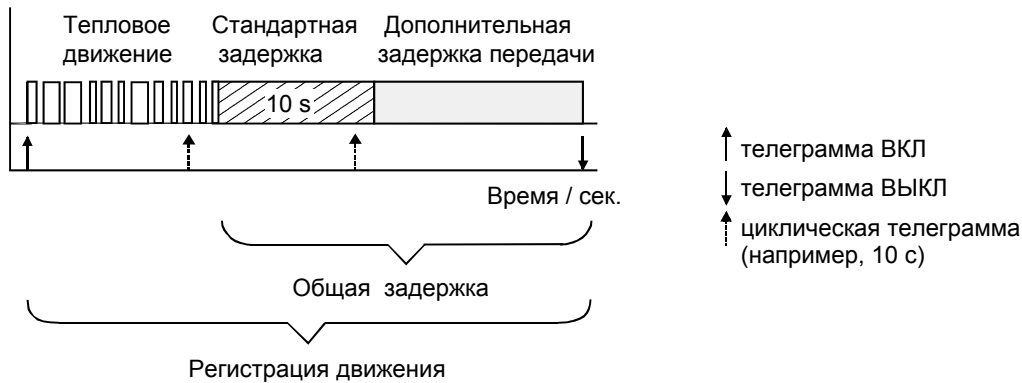 Тепловое движение
Стандартная задержка
Дополнительная задержка передачи
10 s
Время / сек.
Общая задержка
Регистрация движения
телеграмма ВКЛ
телеграмма ВЫКЛ
циклическая телеграмма
(например, 10 с)